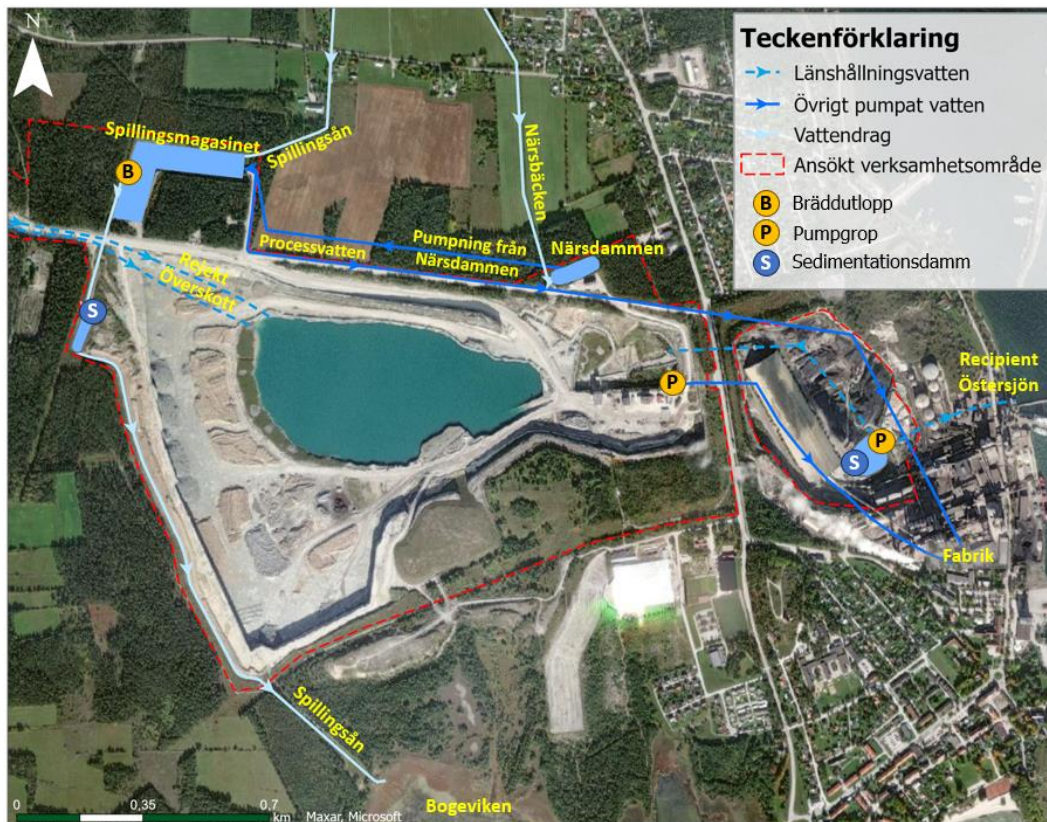 N
Teckenförklaring
Länshållningsvatten
Övrigt pumpat vatten
Vattendrag
Ansökt verksamhetsområde
B Bräddutlopp
P Pumpgrop
S Sedimentationsdamm
Spillingsmagasinet
Spillingsån
B
Närsbäcken
Processvatten
Pumpning från
Närsdammen
Närsdammen
Rejekt
Överskott
S
P
Recipient
Östersjön
P
S
Fabrik
Spillingsån
Bogeviken
0 0,35 0,7
km Maxar, Microsoft